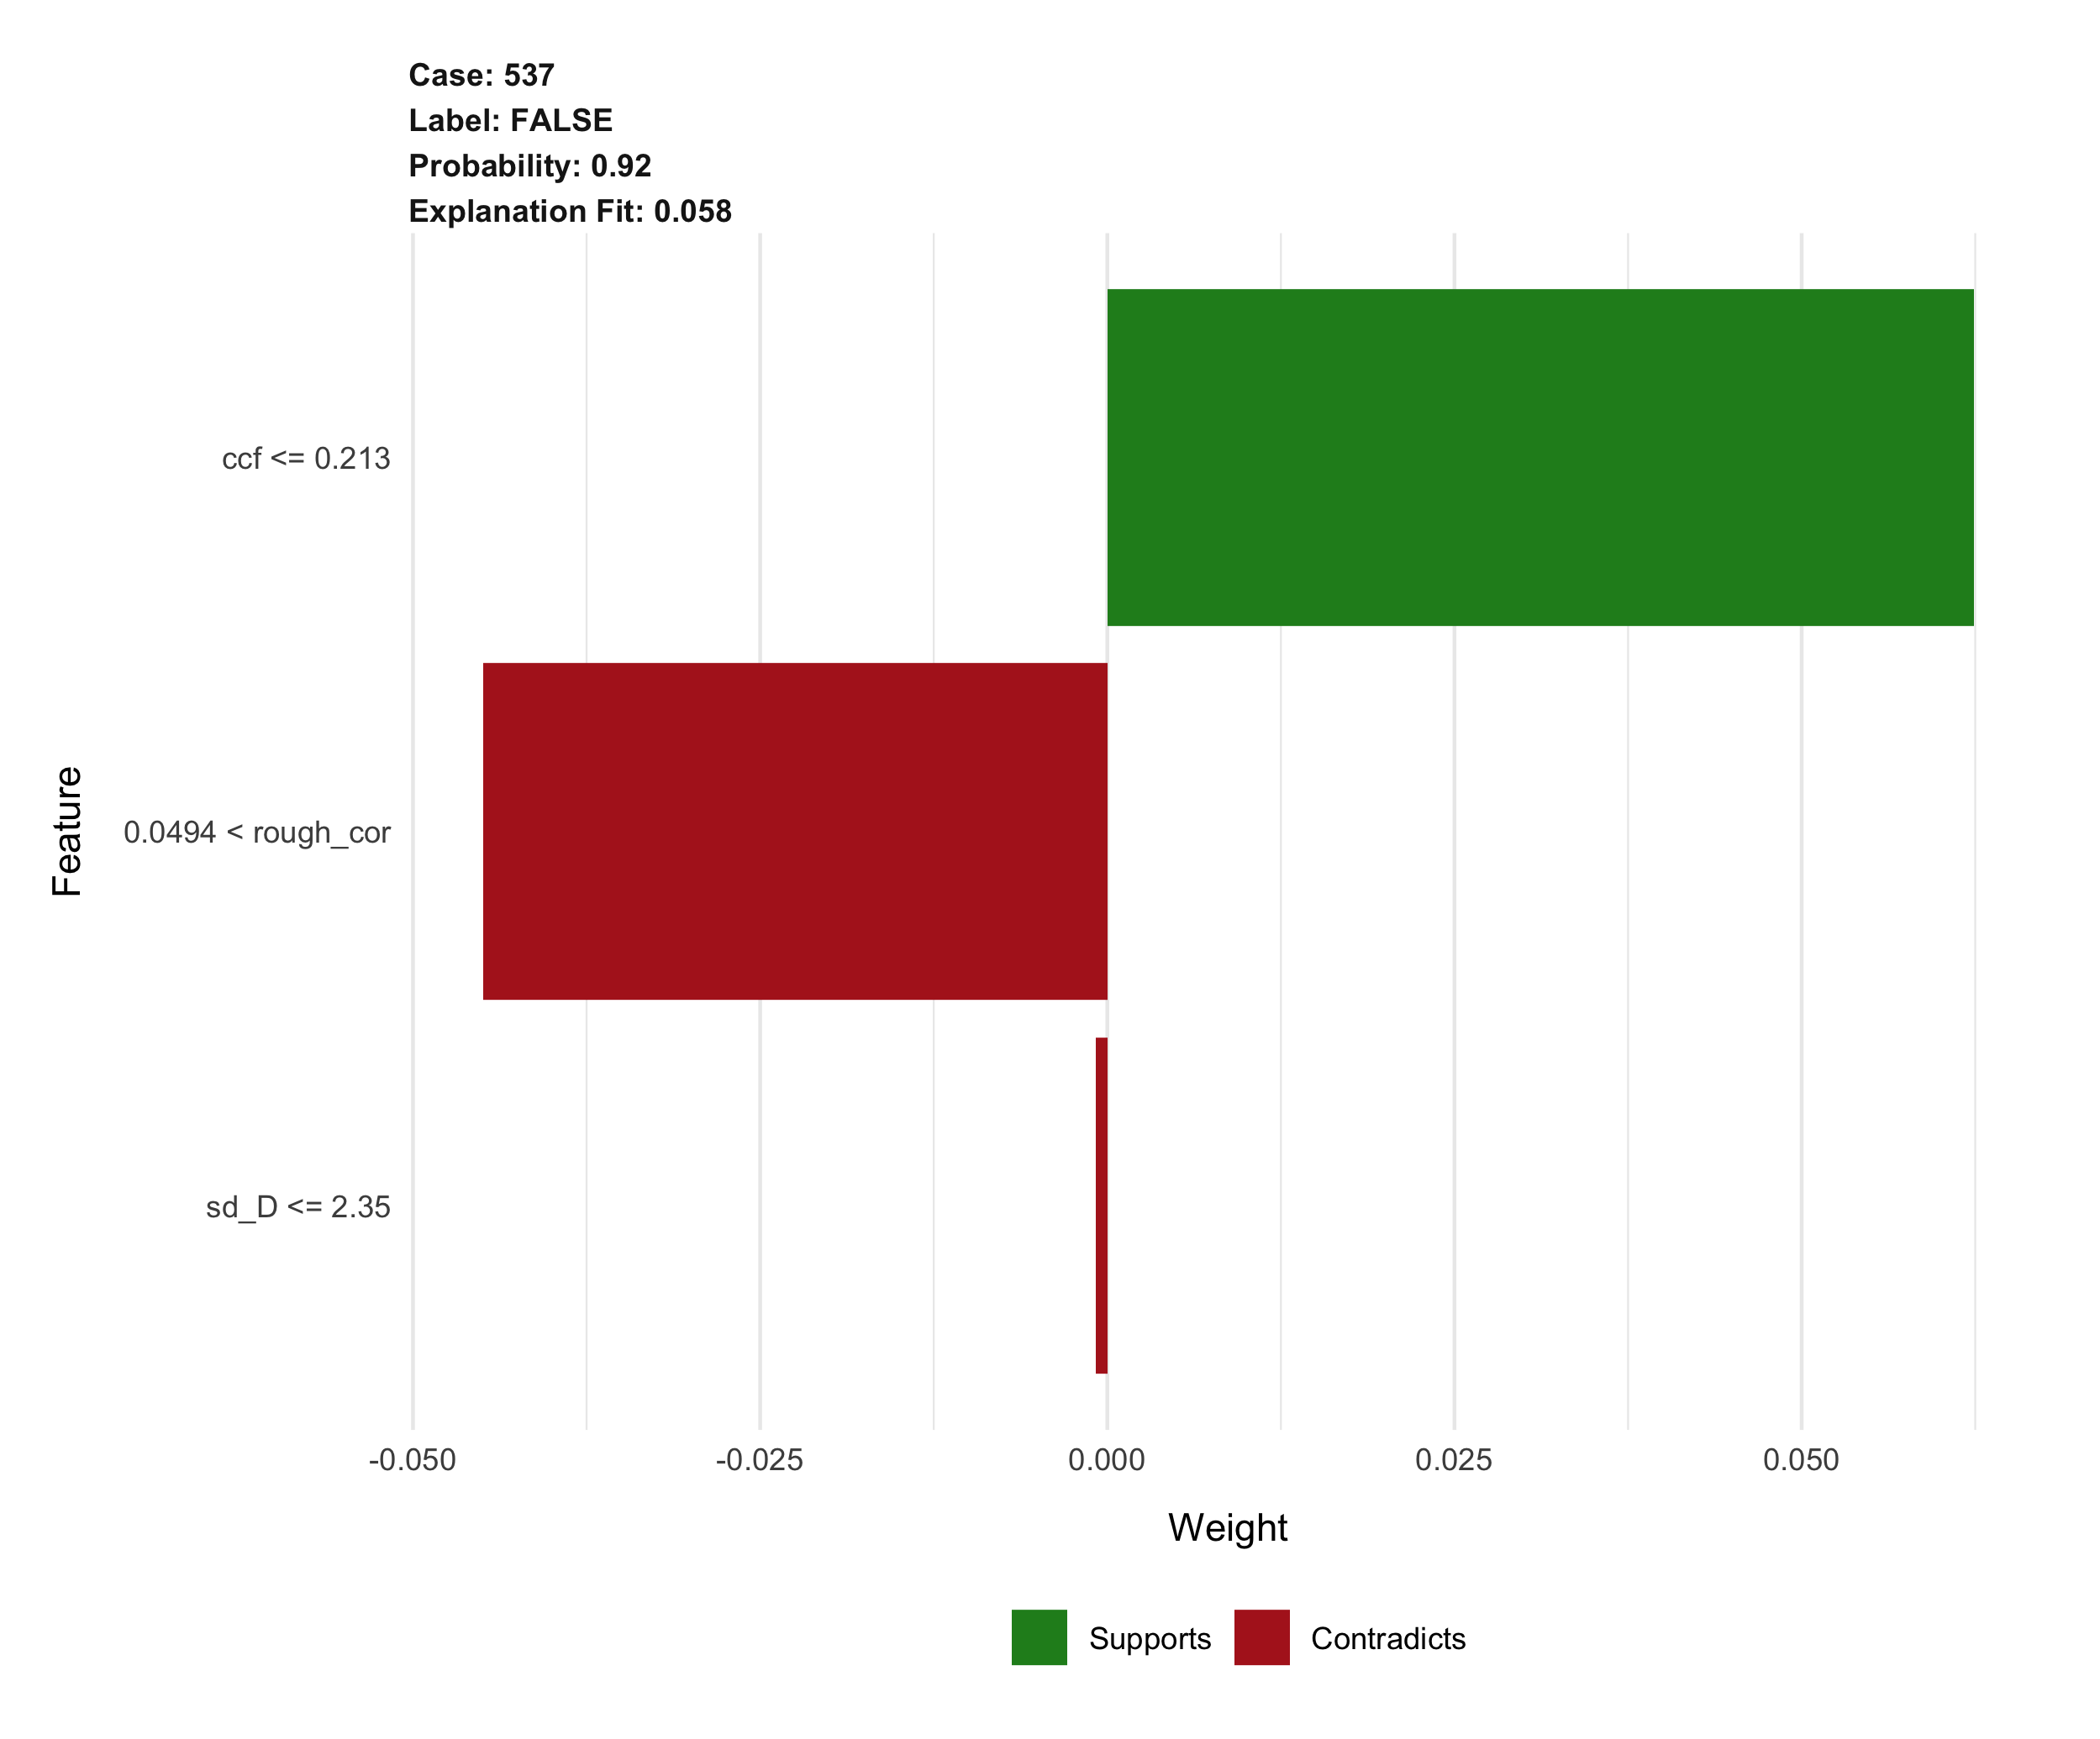 Case: 537
Label: FALSE
Probability: 0.92
Explanation Fit: 0.058
Feature
ccf <= 0.213
0.0494 < rough_cor
sd_D <= 2.35
-0.050 -0.025 0.000 0.025 0.050
Weight
Supports Contradicts